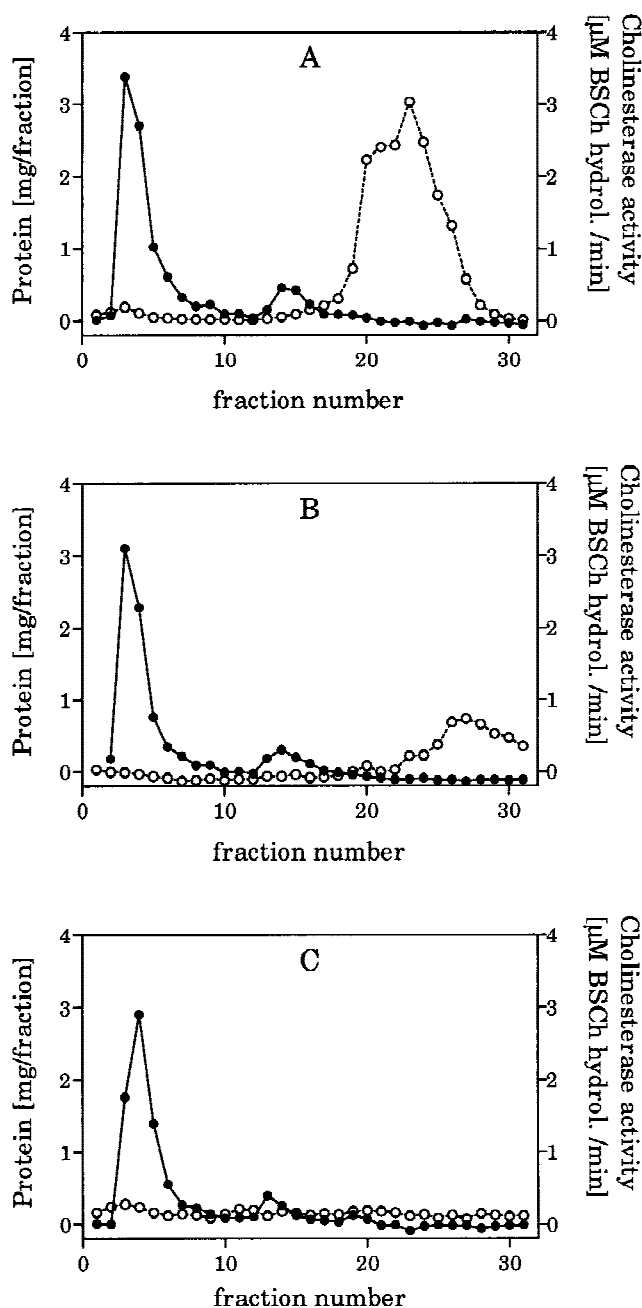 A
Protein [mg/fraction]
Cholinesterase activity
[µM BSCh hydrol. /min]
4
3
2
1
0
4
3
2
1
0
0 10 20 30
fraction number
B
Protein [mg/fraction]
Cholinesterase activity
[µM BSCh hydrol. /min]
4
3
2
1
0
4
3
2
1
0
0 10 20 30
fraction number
C
Protein [mg/fraction]
Cholinesterase activity
[µM BSCh hydrol. /min]
4
3
2
1
0
4
3
2
1
0
0 10 20 30
fraction number